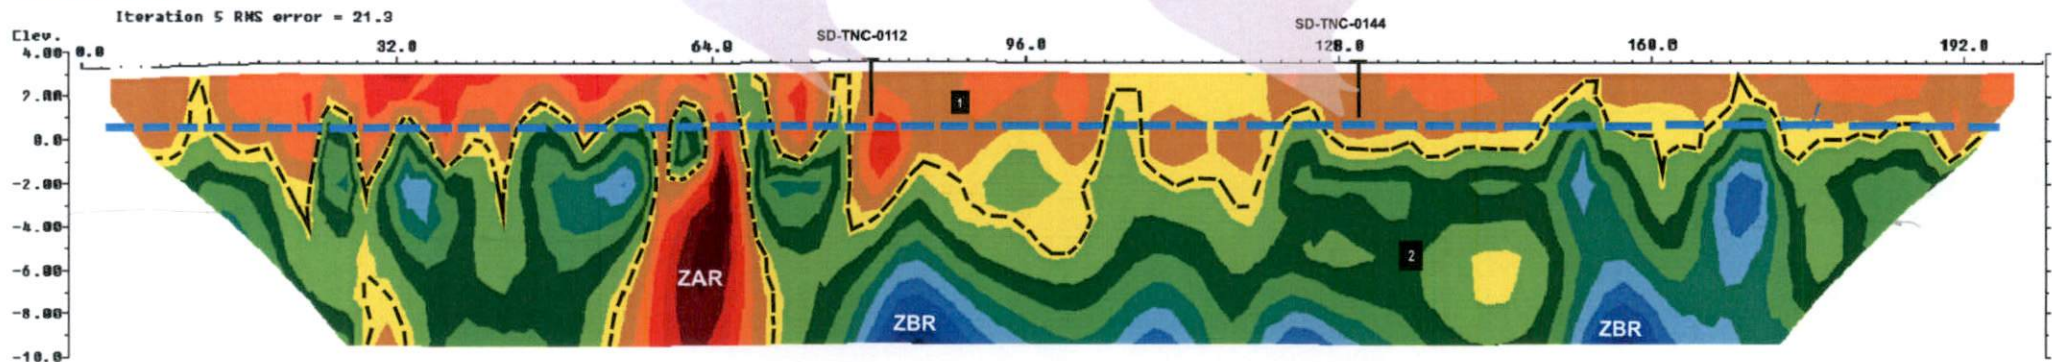 Iteration 5 RMS error = 21.3
Elev.
SD-TNC-0112
SD-TNC-0144
4.00
0.0
32.0
64.0
96.0
128.0
160.0
192.0
2.00
1
0.0
-2.00
-4.00
2
-6.00
ZAR
-8.00
ZBR
ZBR
-10.0